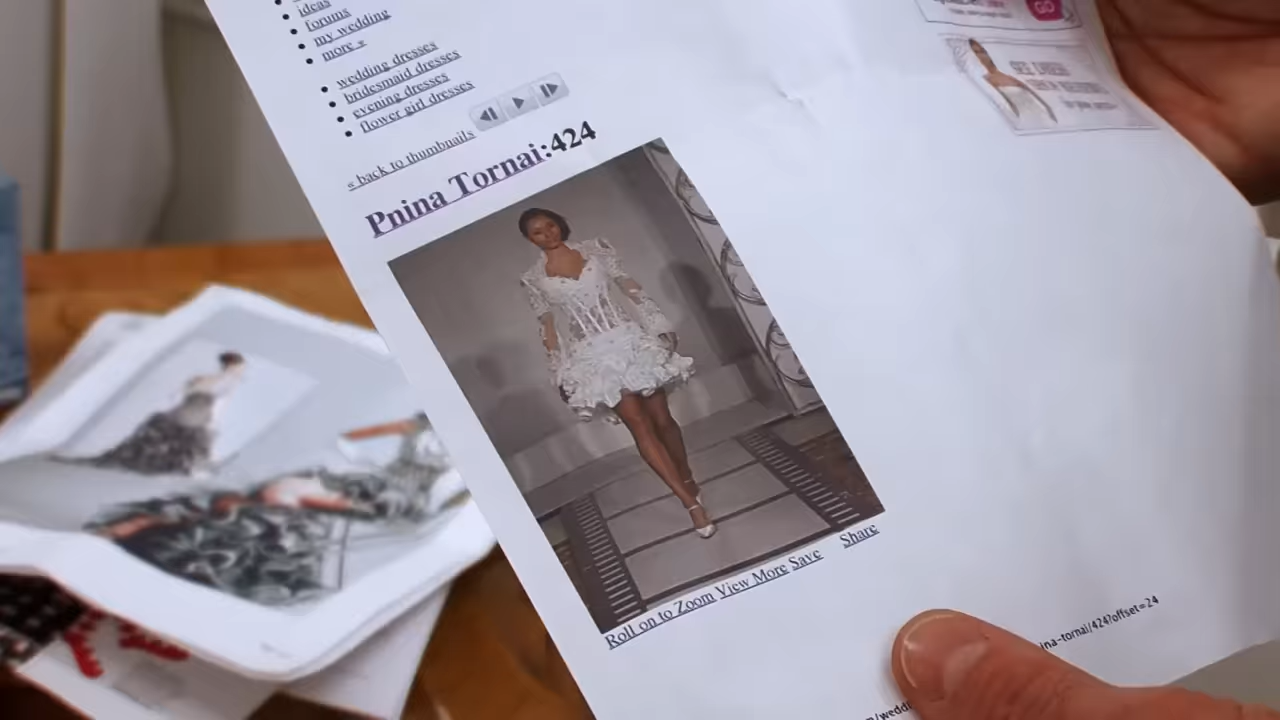 ideas
forums
my wedding
more »
wedding dresses
bridesmaid dresses
evening dresses
flower girl dresses
« back to thumbnails
Pnina Tornai:424
Roll on to Zoom View More Save Share
GO
ina-tornai/424?offset=24